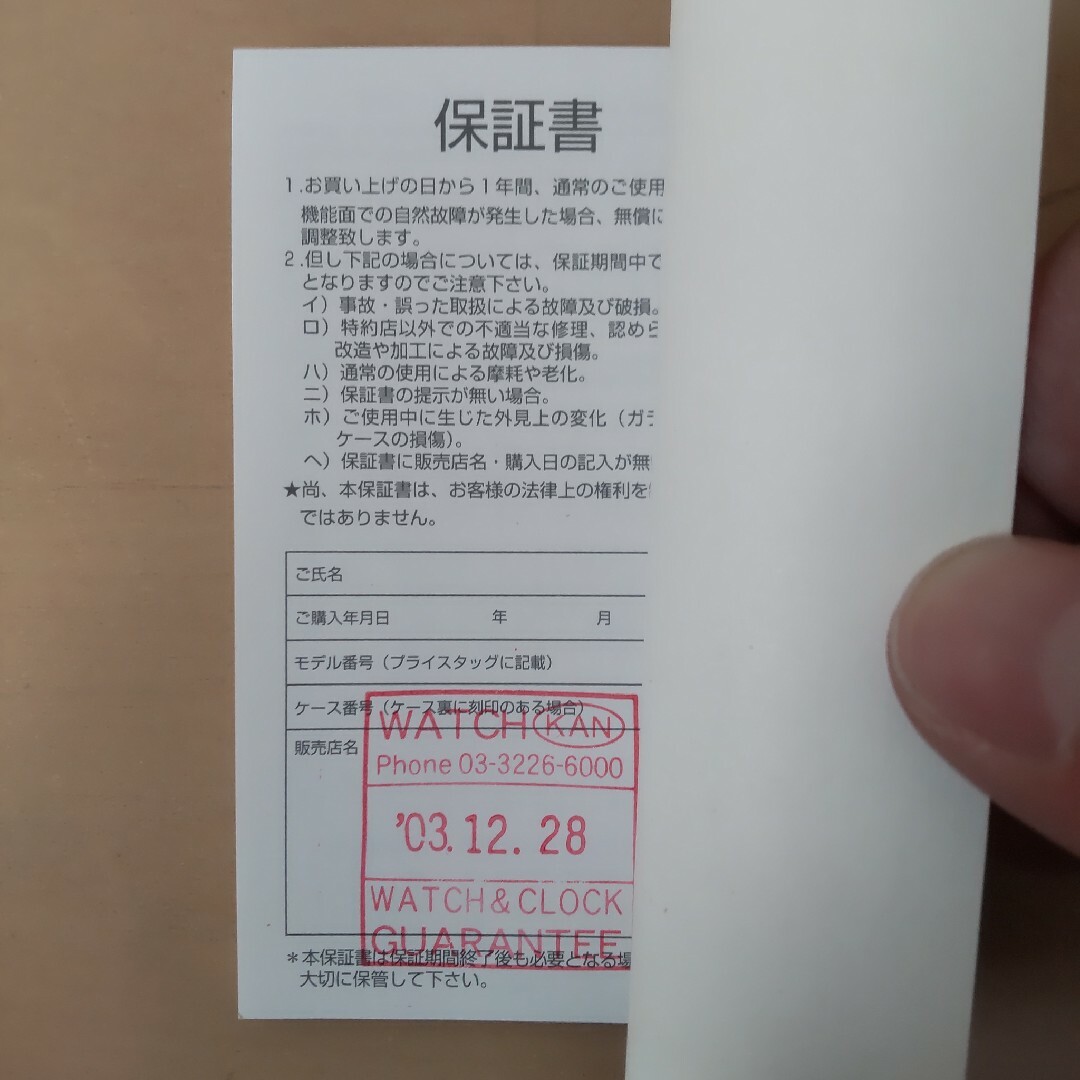 保証書
1.お買い上げの日から1年間、通常のご使用
機能面での自然故障が発生した場合、無償に
調整致します。
2.但し下記の場合については、保証期間中で
となりますのでご注意下さい。
イ）事故・誤った取扱による故障及び破損。
ロ）特約店以外での不適当な修理、認めら
改造や加工による故障及び損傷。
ハ）通常の使用による摩耗や老化。
ニ）保証書の提示が無い場合。
ホ）ご使用中に生じた外見上の変化（ガラ
ケースの損傷）。
ヘ）保証書に販売店名・購入日の記入が無
★尚、本保証書は、お客様の法律上の権利を
ではありません。
ご氏名
ご購入年月日 年 月
モデル番号（プライスタッグに記載）
ケース番号（ケース裏に刻印のある場合）
販売店名
WATCH KAN
Phone 03-3226-6000
'03.12.28
WATCH&CLOCK
GUARANTEE
＊本保証書は保証期間終了後も必要となる場
大切に保管して下さい。